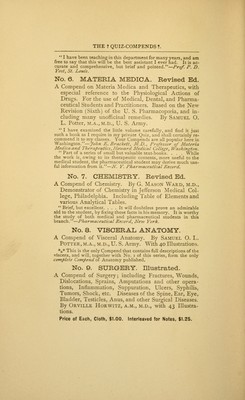 THE ? QUIZ-COMPENDS ?.
"I have been teaching in this department for many years, and am
free to say that this will be the best assistant I ever had. It is ac-
curate and comprehensive, but brief and pointed."—Prof. P. D.
Yost, St. Louis.
No. 6. MATERIA MEDICA. Revised Ed.
A Compend on Materia Medica and Therapeutics, with
especial reference to the Physiological Actions of
Drugs. For the use of Medical, Dental, and Pharma-
ceutical Students and Practitioners. Based on the New
Revision (Sixth) of the U. S. Pharmacopœia, and in-
cluding many unofficinal remedies. By SAMUEL O.
L. POTTER, M.A., M.D., U. S. Army.
"I have examined the little volume carefully, and find it just
such a book as I require in my private Quiz, and shall certainly re-
commend it to my classes. Your Compends are all popular here in
Washington."—John E. Brackett, M.D., Professor of Materia
Medica and Therapeutics, Howard Medical College, Washington.
"Part of a series of small but valuable text-books. . . . While
the work is, owing to its therapeutic contents, more useful to the
medical student, the pharmaceutical student may derive much use-
ful information from it."—N. Y. Pharmaceutical Record.
No. 7. CHEMISTRY. Revised Ed.
A Compend of Chemistry. By G. MASON WARD, M.D.,
Demonstrator of Chemistry in Jefferson Medical Col-
lege, Philadelphia. Including Table of Elements and
various Analytical Tables.
"Brief, but excellent. . . . It will doubtless prove an admirable
aid to the student, by fixing these facts in his memory. It is worthy
the study of both medical and pharmaceutical students in this
branch."—Pharmaceutical Record, New York.
No. 8. VISCERAL ANATOMY.
A Compend of Visceral Anatomy. By SAMUEL O. L.
POTTER, M.A., M.D., U. S. Army. With 40 Illustrations.
*** This is the only Compend that contains full descriptions of the
viscera, and will, together with No. 1 of this series, form the only
complete Compend of Anatomy published.
No. 9. SURGERY. Illustrated.
A Compend of Surgery; including Fractures, Wounds,
Dislocations, Sprains, Amputations and other opera-
tions, Inflammation, Suppuration, Ulcers, Syphilis,
Tumors, Shock, etc. Diseases of the Spine, Ear, Eye,
Bladder, Testicles, Anus, and other Surgical Diseases.
By ORVILLE HORWITZ, A.M., M.D., with 43 Illustra-
tions.
Price of Each, Cloth, $1.00. Interleaved for Notes, $1.25.